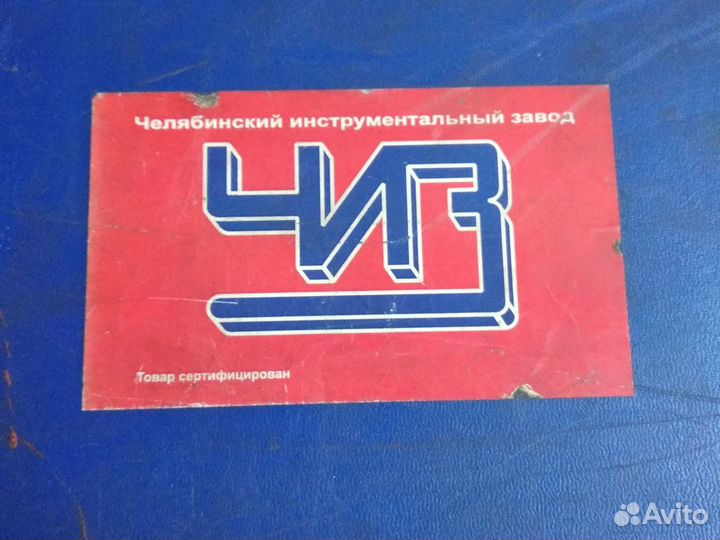 Челябинский инструментальный завод
ЧИЗ
Товар сертифицирован
Avito